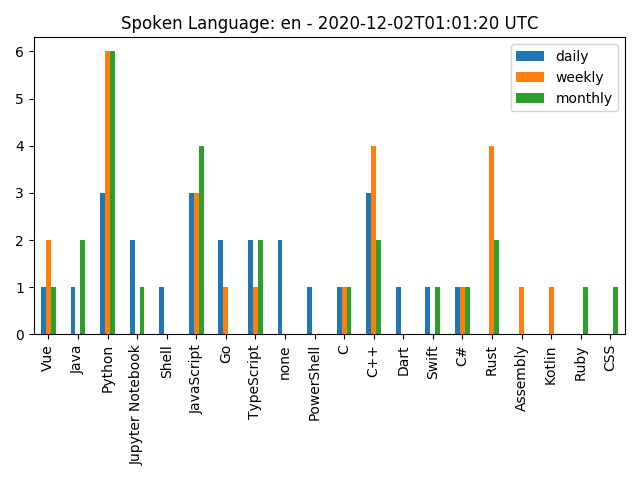 Spoken Language: en - 2020-12-02T01:01:20 UTC
daily
weekly
monthly
6
5
4
3
2
1
0
Vue
Java
Python
Jupyter Notebook
Shell
JavaScript
Go
TypeScript
none
PowerShell
C
C++
Dart
Swift
C#
Rust
Assembly
Kotlin
Ruby
CSS